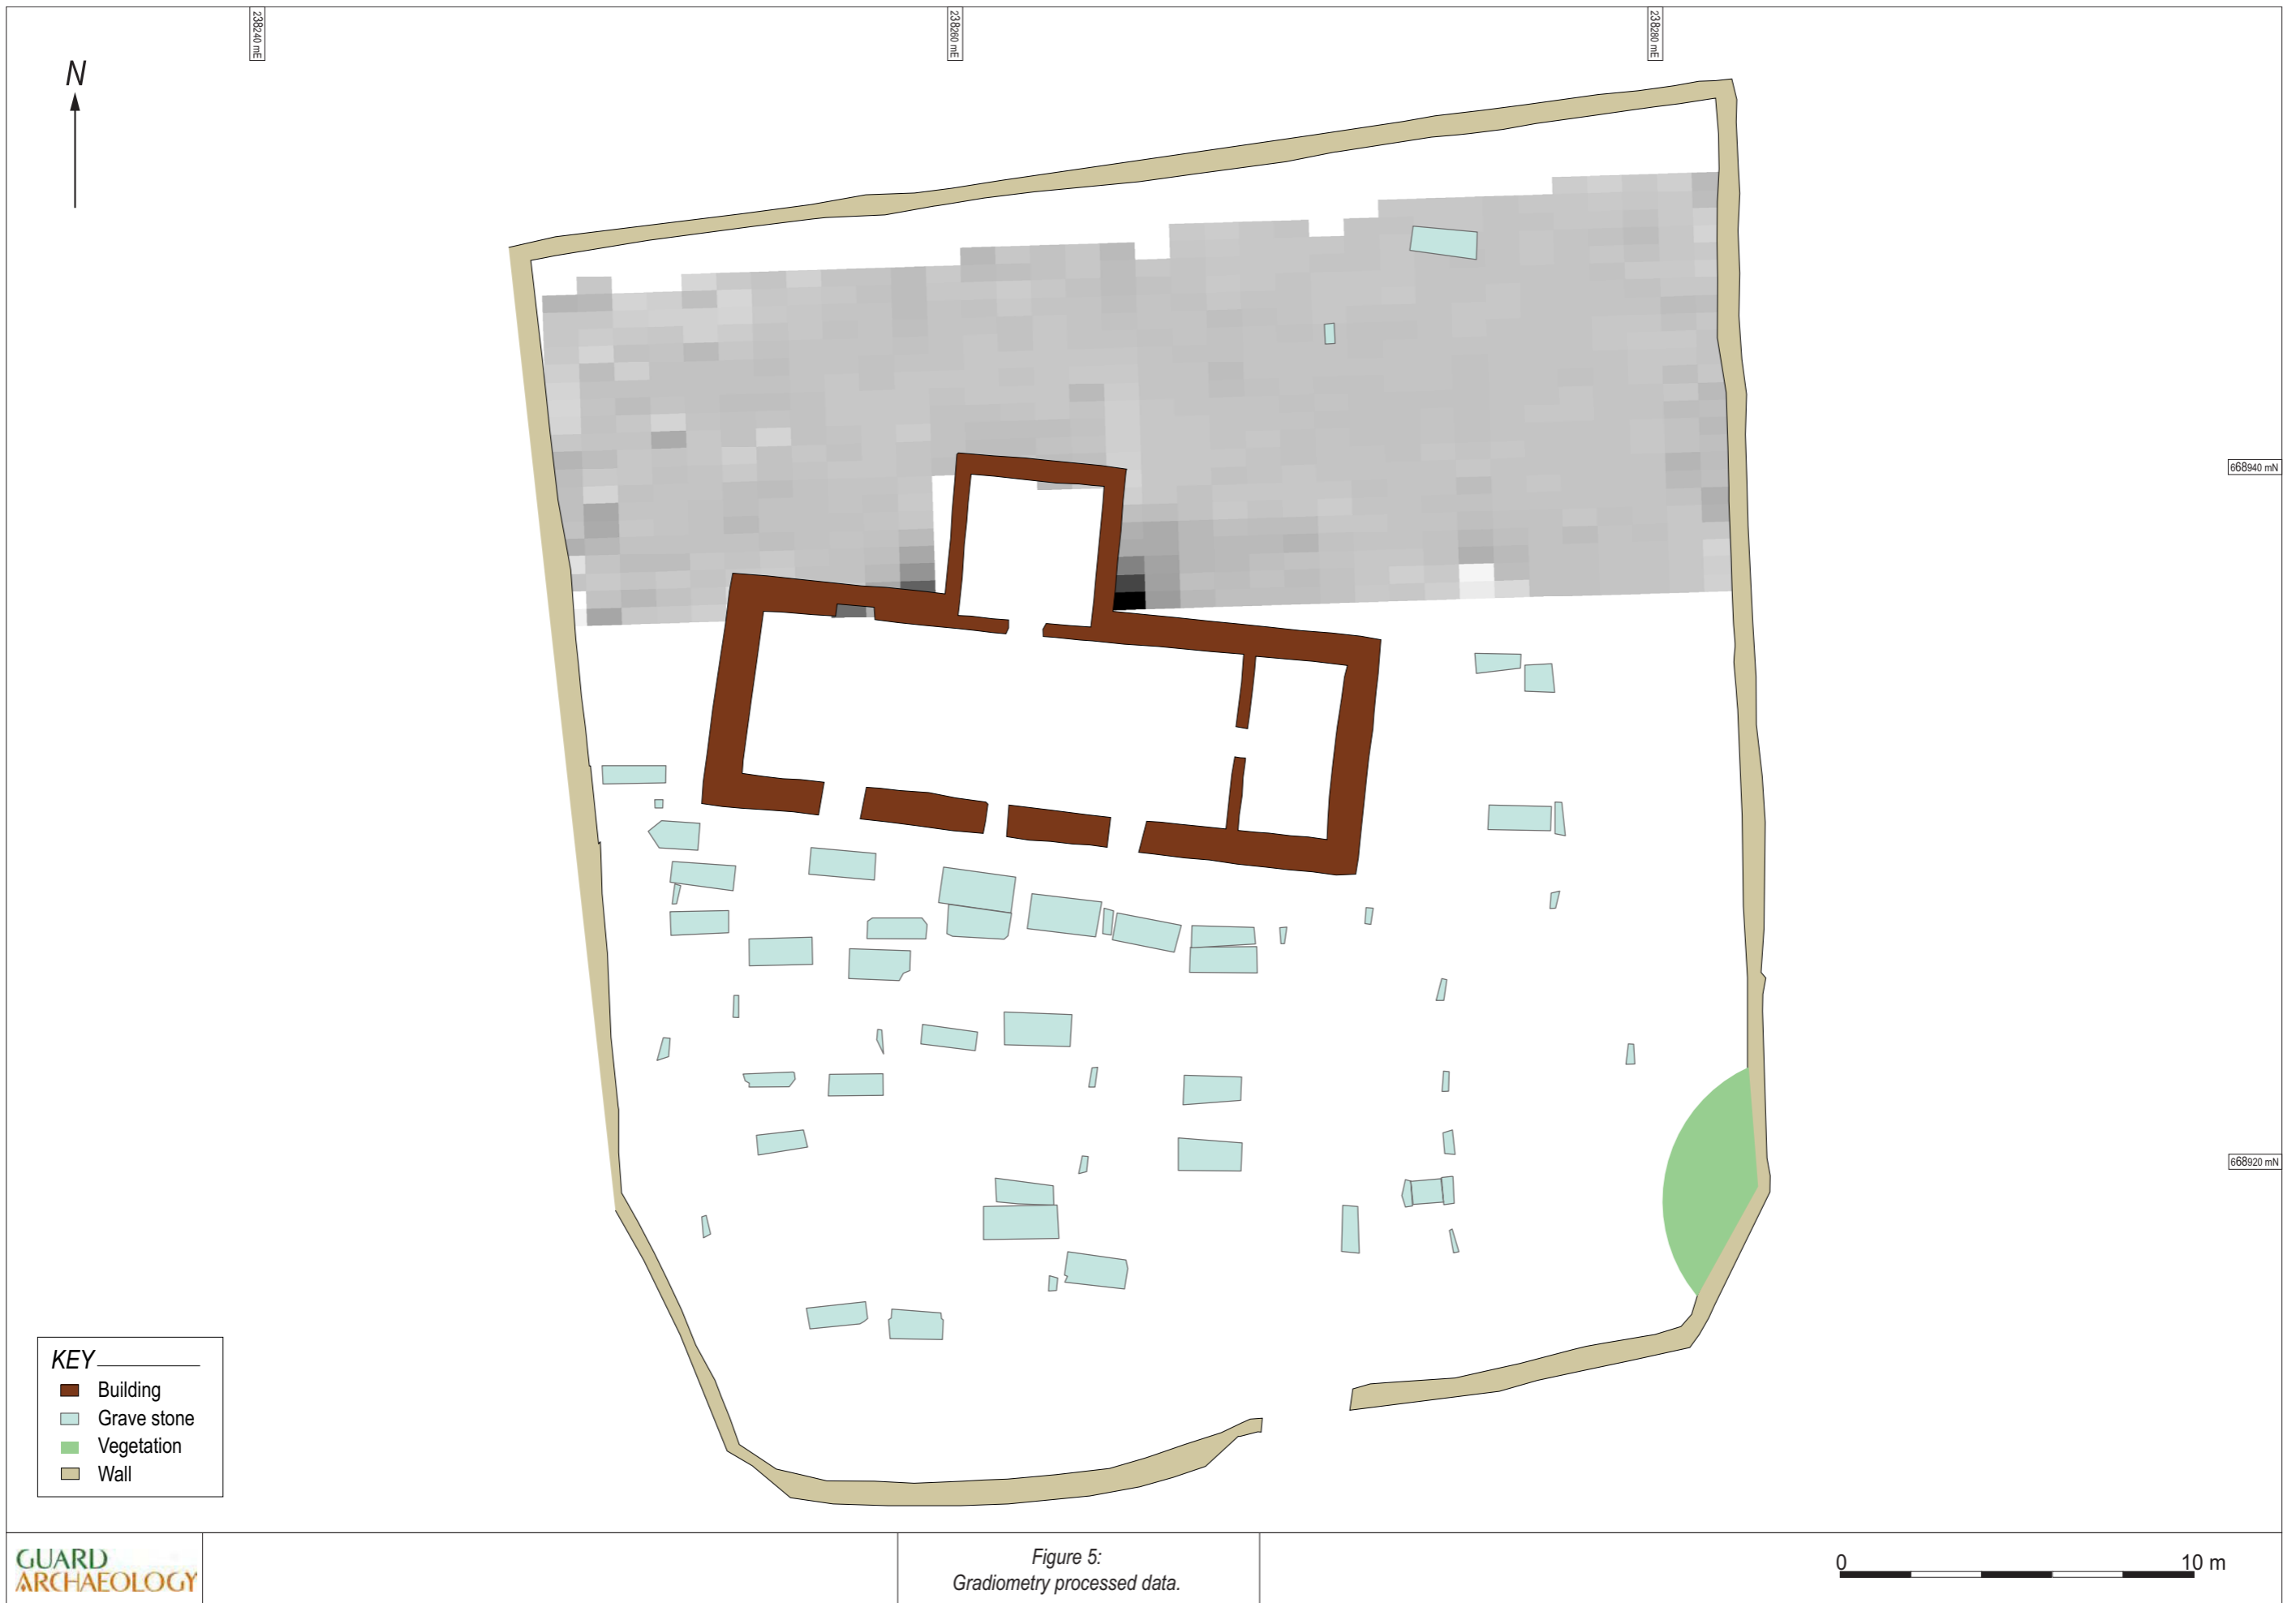 238240 mE
238260 mE
238280 mE
N
668940 mN
668920 mN
KEY
Building
Grave stone
Vegetation
Wall
GUARD
ARCHAEOLOGY
Figure 5:
Gradiometry processed data.
0 10 m